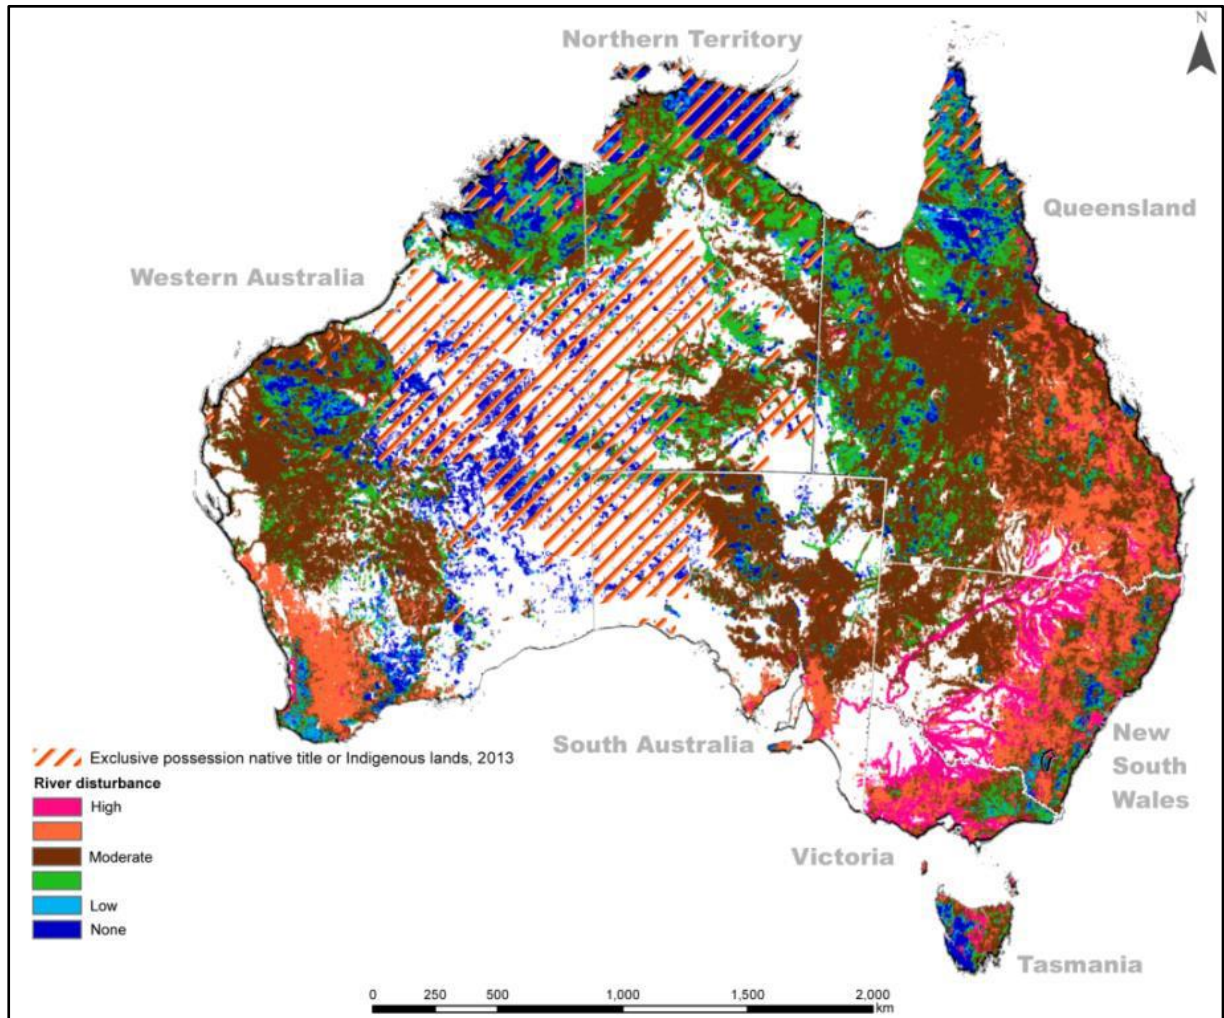 N
Northern Territory
Queensland
Western Australia
South Australia
New
South
Wales
Victoria
Tasmania
Exclusive possession native title or Indigenous lands, 2013
River disturbance
High
Moderate
Low
None
0 250 500 1,000 1,500 2,000
km